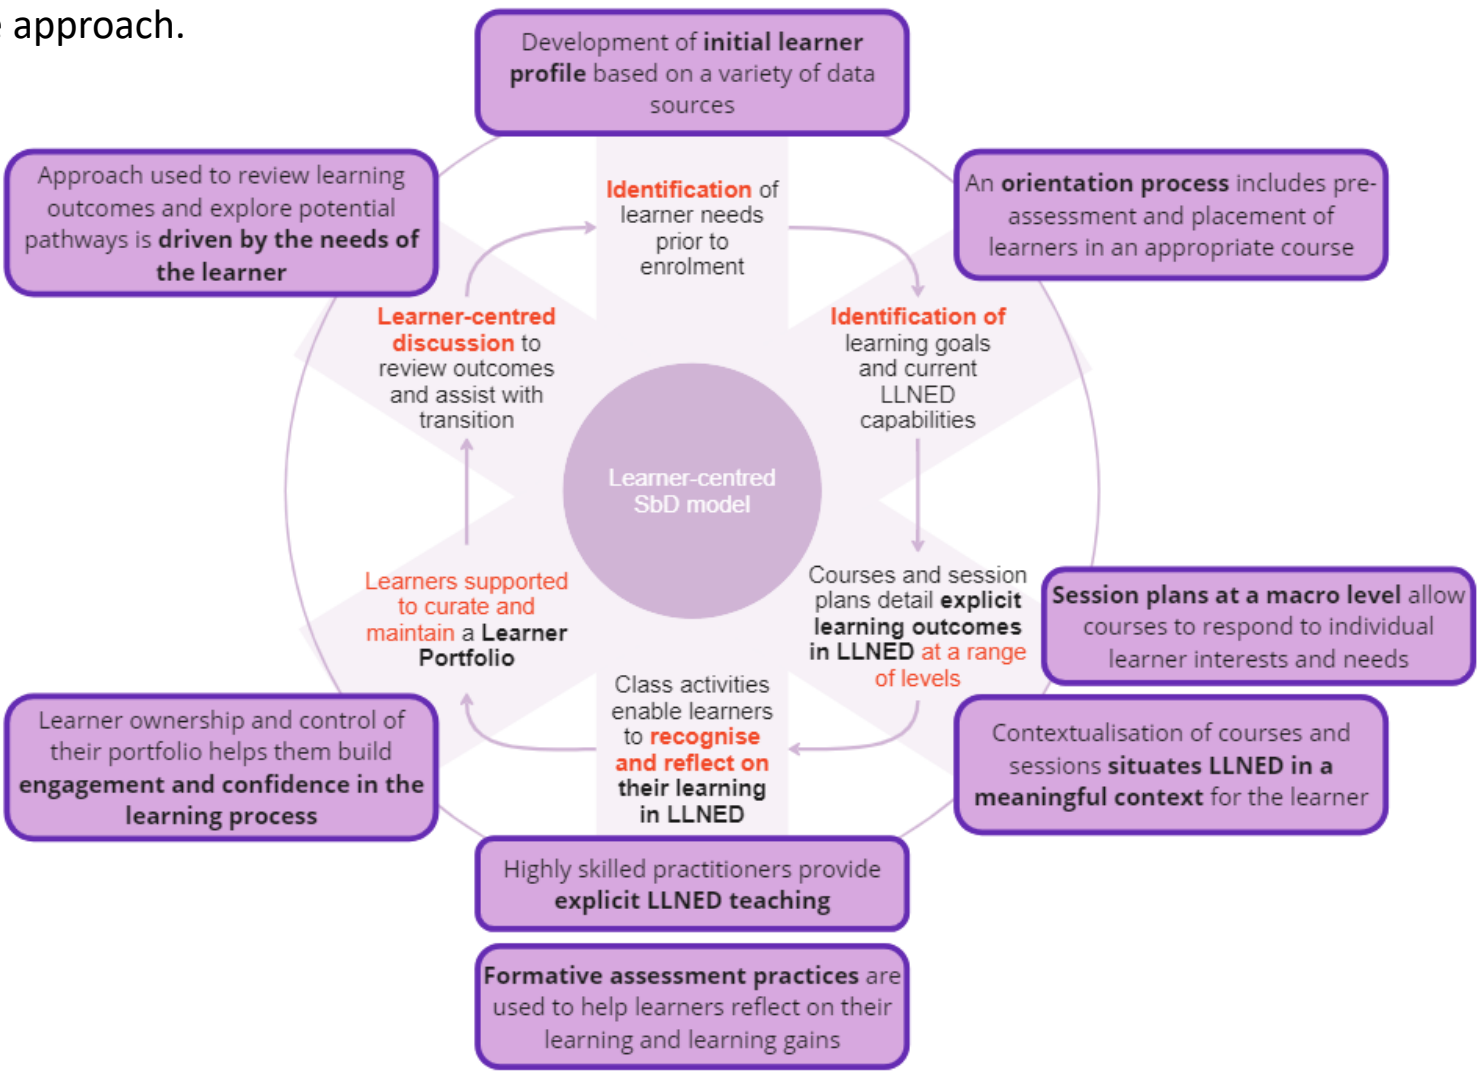 approach.
Development of initial learner
profile based on a variety of data
sources
Approach used to review learning
outcomes and explore potential
pathways is driven by the needs of
the learner
An orientation process includes pre-
assessment and placement of
learners in an appropriate course
Identification of
learner needs
prior to
enrolment
Learner-centred
discussion to
review outcomes
and assist with
transition
Identification of
learning goals
and current
LLNED
capabilities
Learner-centred
SbD model
Learners supported
to curate and
maintain a Learner
Portfolio
Courses and session
plans detail explicit
learning outcomes
in LLNED at a range
of levels
Session plans at a macro level allow
courses to respond to individual
learner interests and needs
Class activities
enable learners
to recognise
and reflect on
their learning
in LLNED
Learner ownership and control of
their portfolio helps them build
engagement and confidence in the
learning process
Contextualisation of courses and
sessions situates LLNED in a
meaningful context for the learner
Highly skilled practitioners provide
explicit LLNED teaching
Formative assessment practices are
used to help learners reflect on their
learning and learning gains